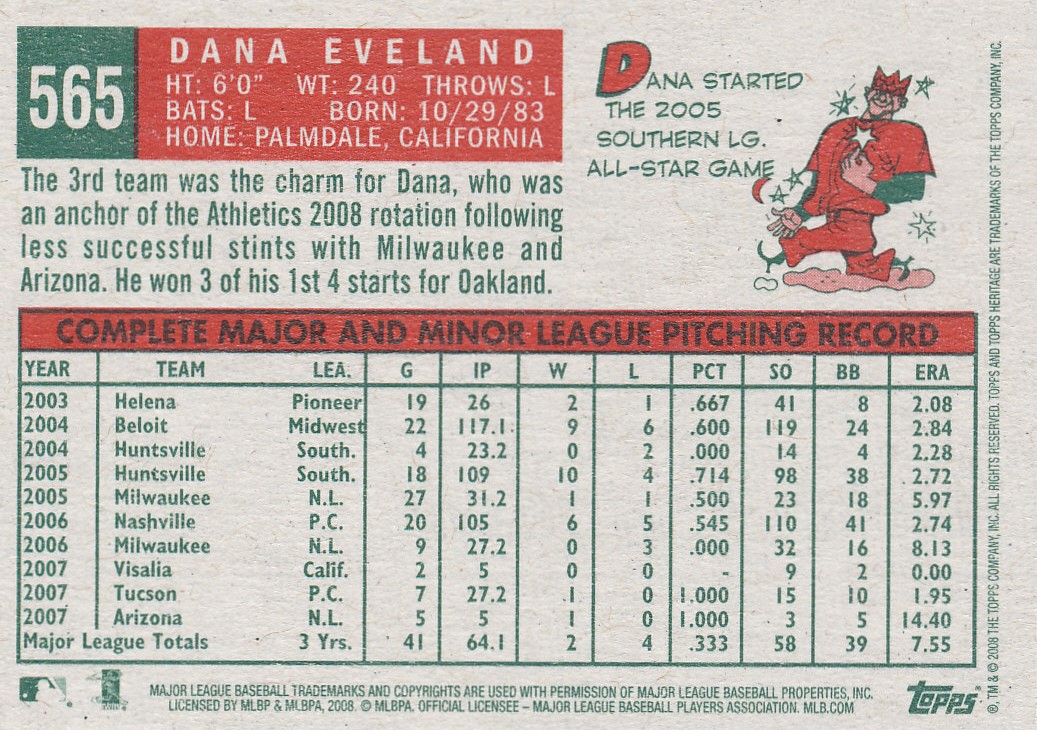 565
DANA EVELAND
HT: 6'0" WT: 240 THROWS: L
BATS: L BORN: 10/29/83
HOME: PALMDALE, CALIFORNIA
The 3rd team was the charm for Dana, who was
an anchor of the Athletics 2008 rotation following
less successful stints with Milwaukee and
Arizona. He won 3 of his 1st 4 starts for Oakland.
DANA STARTED
THE 2005
SOUTHERN LG.
ALL-STAR GAME
COMPLETE MAJOR AND MINOR LEAGUE PITCHING RECORD
YEAR TEAM LEA. G IP W L PCT SO BB ERA
2003 Helena Pioneer 19 26 2 1 .667 41 8 2.08
2004 Beloit Midwest 22 117.1 9 6 .600 119 24 2.84
2004 Huntsville South. 4 23.2 0 2 .000 14 4 2.28
2005 Huntsville South. 18 109 10 4 .714 98 38 2.72
2005 Milwaukee N.L. 27 31.2 1 1 .500 23 18 5.97
2006 Nashville P.C. 20 105 6 5 .545 110 41 2.74
2006 Milwaukee N.L. 9 27.2 0 3 .000 32 16 8.13
2007 Visalia Calif. 2 5 0 0 - 9 2 0.00
2007 Tucson P.C. 7 27.2 1 0 1.000 15 10 1.95
2007 Arizona N.L. 5 5 1 0 1.000 3 5 14.40
Major League Totals 3 Yrs. 41 64.1 2 4 .333 58 39 7.55
MAJOR LEAGUE BASEBALL TRADEMARKS AND COPYRIGHTS ARE USED WITH PERMISSION OF MAJOR LEAGUE BASEBALL PROPERTIES, INC.
LICENSED BY MLBP & MLBPA, 2008. © MLBPA. OFFICIAL LICENSEE – MAJOR LEAGUE BASEBALL PLAYERS ASSOCIATION. MLB.COM
topps
®, TM & © 2008 THE TOPPS COMPANY, INC. ALL RIGHTS RESERVED. TOPPS AND TOPPS HERITAGE ARE TRADEMARKS OF THE TOPPS COMPANY, INC.